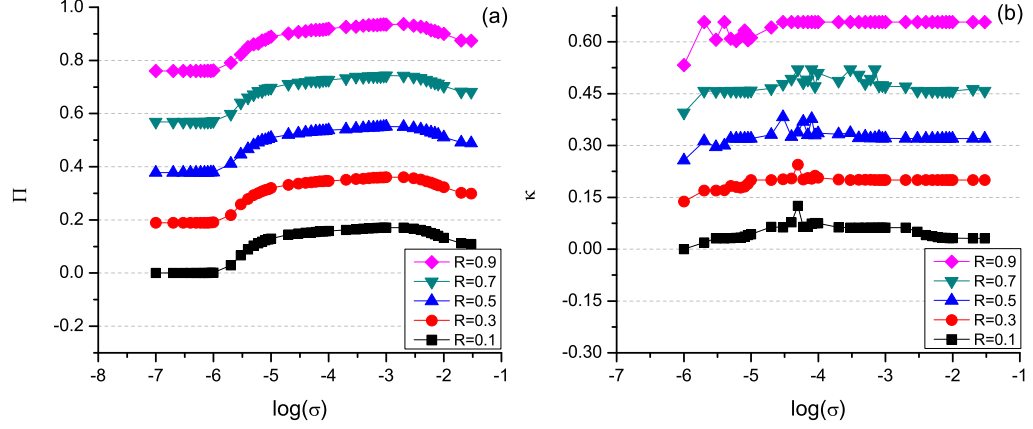 (a)
1.0
0.8
0.6
0.4
0.2
0.0
-0.2
Π
-8 -7 -6 -5 -4 -3 -2 -1
log(σ)
R=0.9
R=0.7
R=0.5
R=0.3
R=0.1
(b)
0.60
0.45
0.30
0.15
0.00
-0.15
-0.30
κ
-7 -6 -5 -4 -3 -2 -1
log(σ)
R=0.9
R=0.7
R=0.5
R=0.3
R=0.1